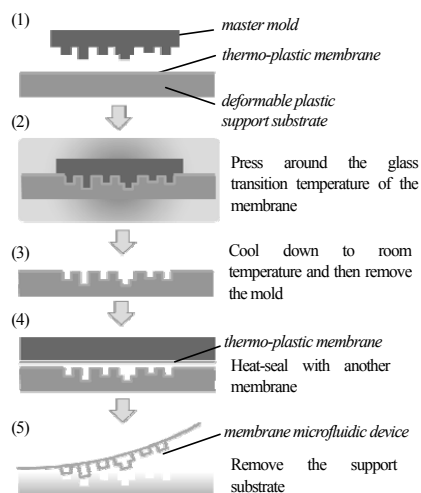 (1)
master mold
thermo-plastic membrane
deformable plastic
support substrate
(2)
Press around the glass
transition temperature of the
membrane
(3)
Cool down to room
temperature and then remove
the mold
(4)
thermo-plastic membrane
Heat-seal with another
membrane
(5)
membrane microfluidic device
Remove the support
substrate